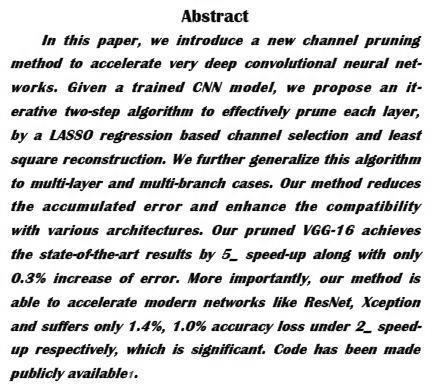 Abstract
In this paper, we introduce a new channel pruning
method to accelerate very deep convolutional neural net-
works. Given a trained CNN model, we propose an it-
erative two-step algorithm to effectively prune each layer,
by a LASSO regression based channel selection and least
square reconstruction. We further generalize this algorithm
to multi-layer and multi-branch cases. Our method reduces
the accumulated error and enhance the compatibility
with various architectures. Our pruned VGG-16 achieves
the state-of-the-art results by 5_ speed-up along with only
0.3% increase of error. More importantly, our method is
able to accelerate modern networks like ResNet, Xception
and suffers only 1.4%, 1.0% accuracy loss under 2_ speed-
up respectively, which is significant. Code has been made
publicly available1.